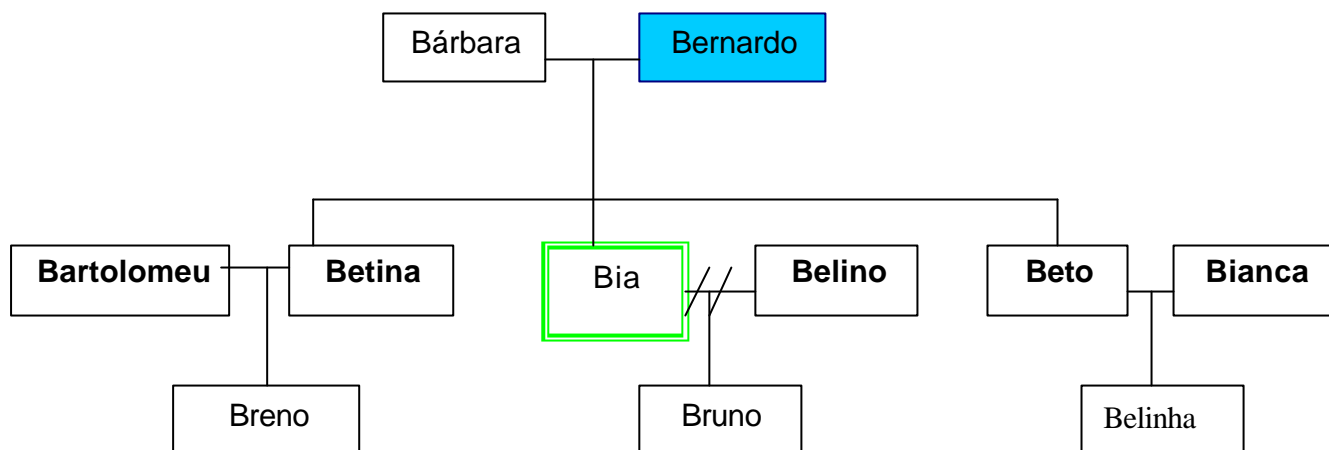 Bárbara
Bernardo
Bartolomeu
Betina
Bia
Belino
Beto
Bianca
Breno
Bruno
Belinha